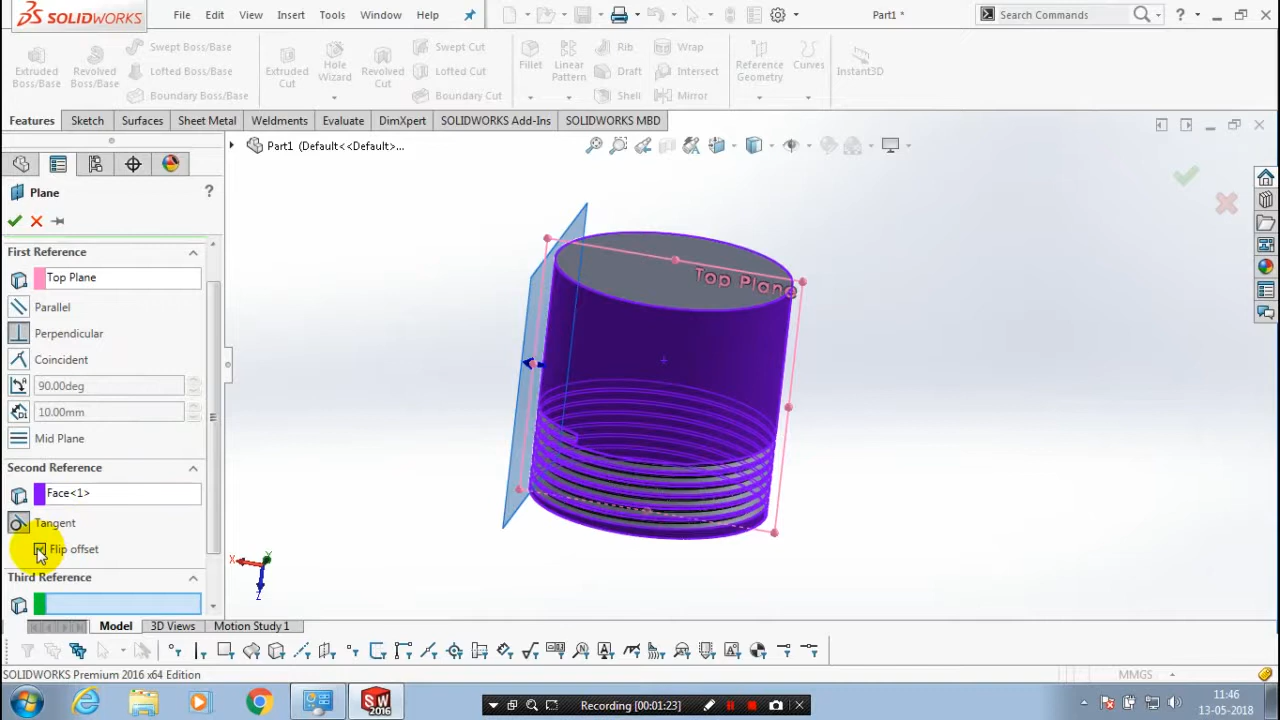 SOLIDWORKS File Edit View Insert Tools Window Help Part1 * Search Commands ?
Extruded Boss/Base
Revolved Boss/Base
Swept Boss/Base
Lofted Boss/Base
Boundary Boss/Base
Extruded Cut
Hole Wizard
Revolved Cut
Swept Cut
Lofted Cut
Boundary Cut
Fillet
Linear Pattern
Rib
Draft
Shell
Wrap
Intersect
Mirror
Reference Geometry
Curves
Instant3D
Features Sketch Surfaces Sheet Metal Weldments Evaluate DimXpert SOLIDWORKS Add-Ins SOLIDWORKS MBD
Part1 (Default<<Default>...
Plane ?
First Reference
Top Plane
Parallel
Perpendicular
Coincident
90.00deg
10.00mm
Mid Plane
Second Reference
Face<1>
Tangent
Flip offset
Third Reference
Top Plane
X
Y
Z
Model 3D Views Motion Study 1
SOLIDWORKS Premium 2016 x64 Edition MMGS
SW
2016
Recording [00:01:23]
11:46
13-05-2018